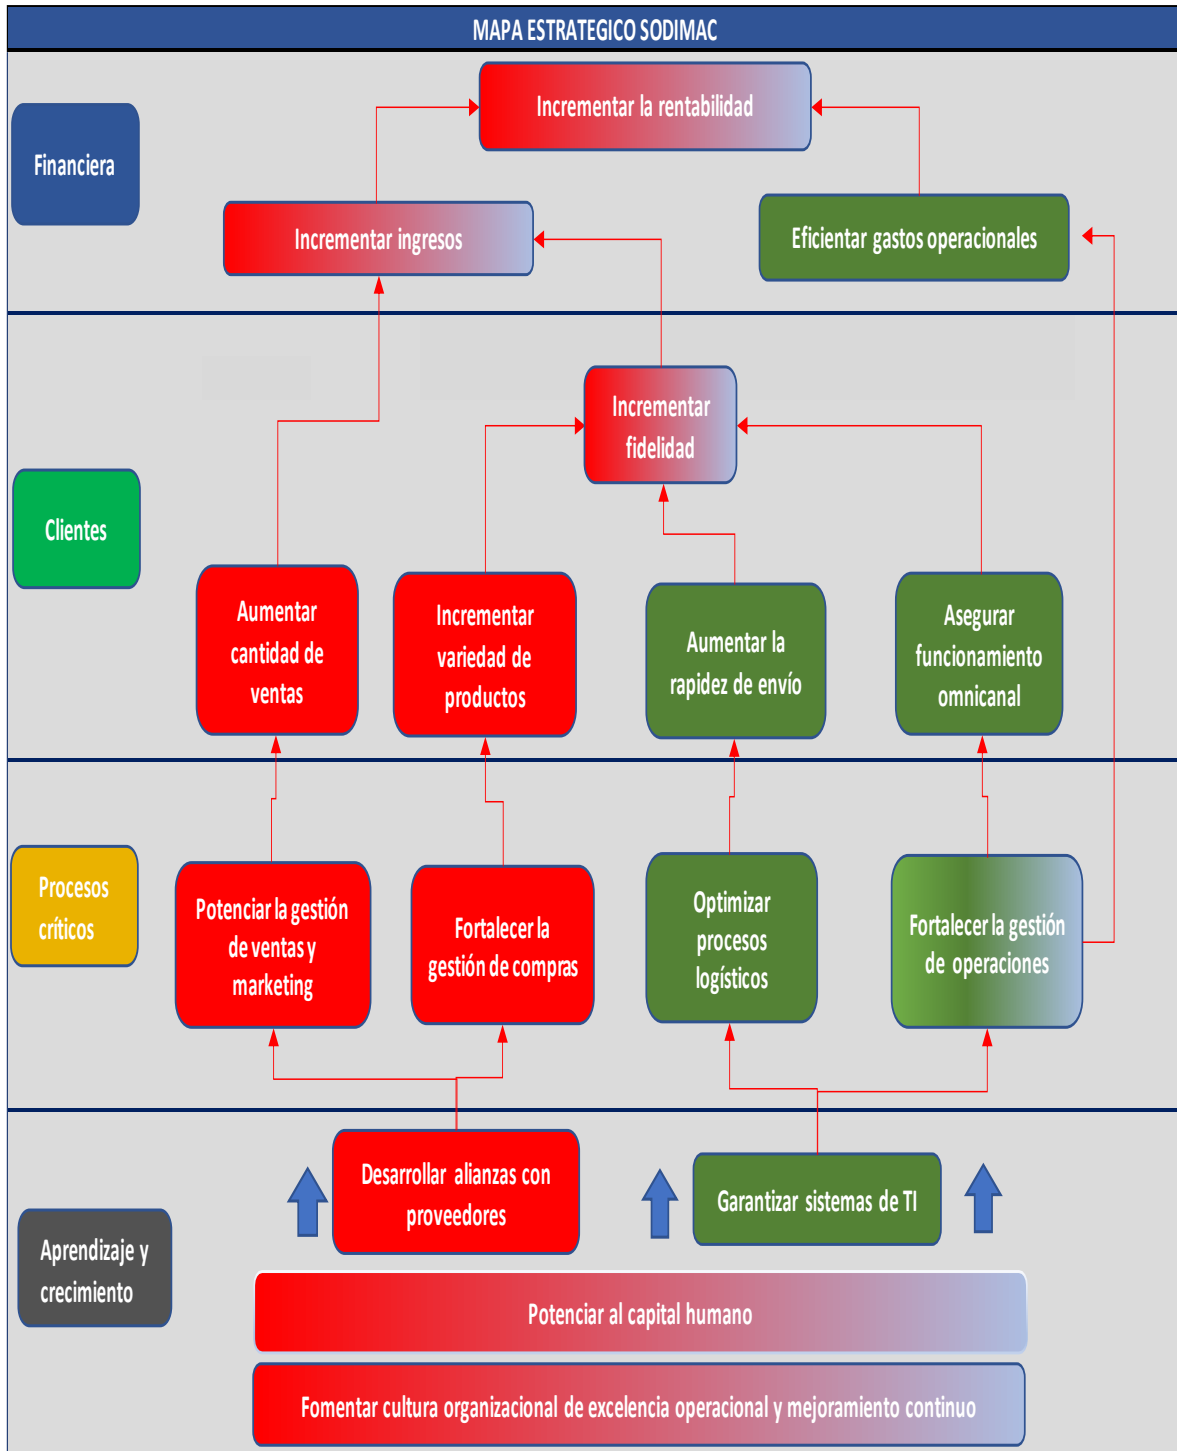 MAPA ESTRATEGICO SODIMAC
Incrementar la rentabilidad
Financiera
Incrementar ingresos
Eficientar gastos operacionales
Incrementar
fidelidad
Clientes
Aumentar
cantidad de
ventas
Incrementar
variedad de
productos
Aumentar la
rapidez de envío
Asegurar
funcionamiento
omnicanal
Procesos
críticos
Potenciar la gestión
de ventas y
marketing
Fortalecer la
gestión de compras
Optimizar
procesos
logísticos
Fortalecer la gestión
de operaciones
Desarrollar alianzas con
proveedores
Garantizar sistemas de TI
Aprendizaje y
crecimiento
Potenciar al capital humano
Fomentar cultura organizacional de excelencia operacional y mejoramiento continuo